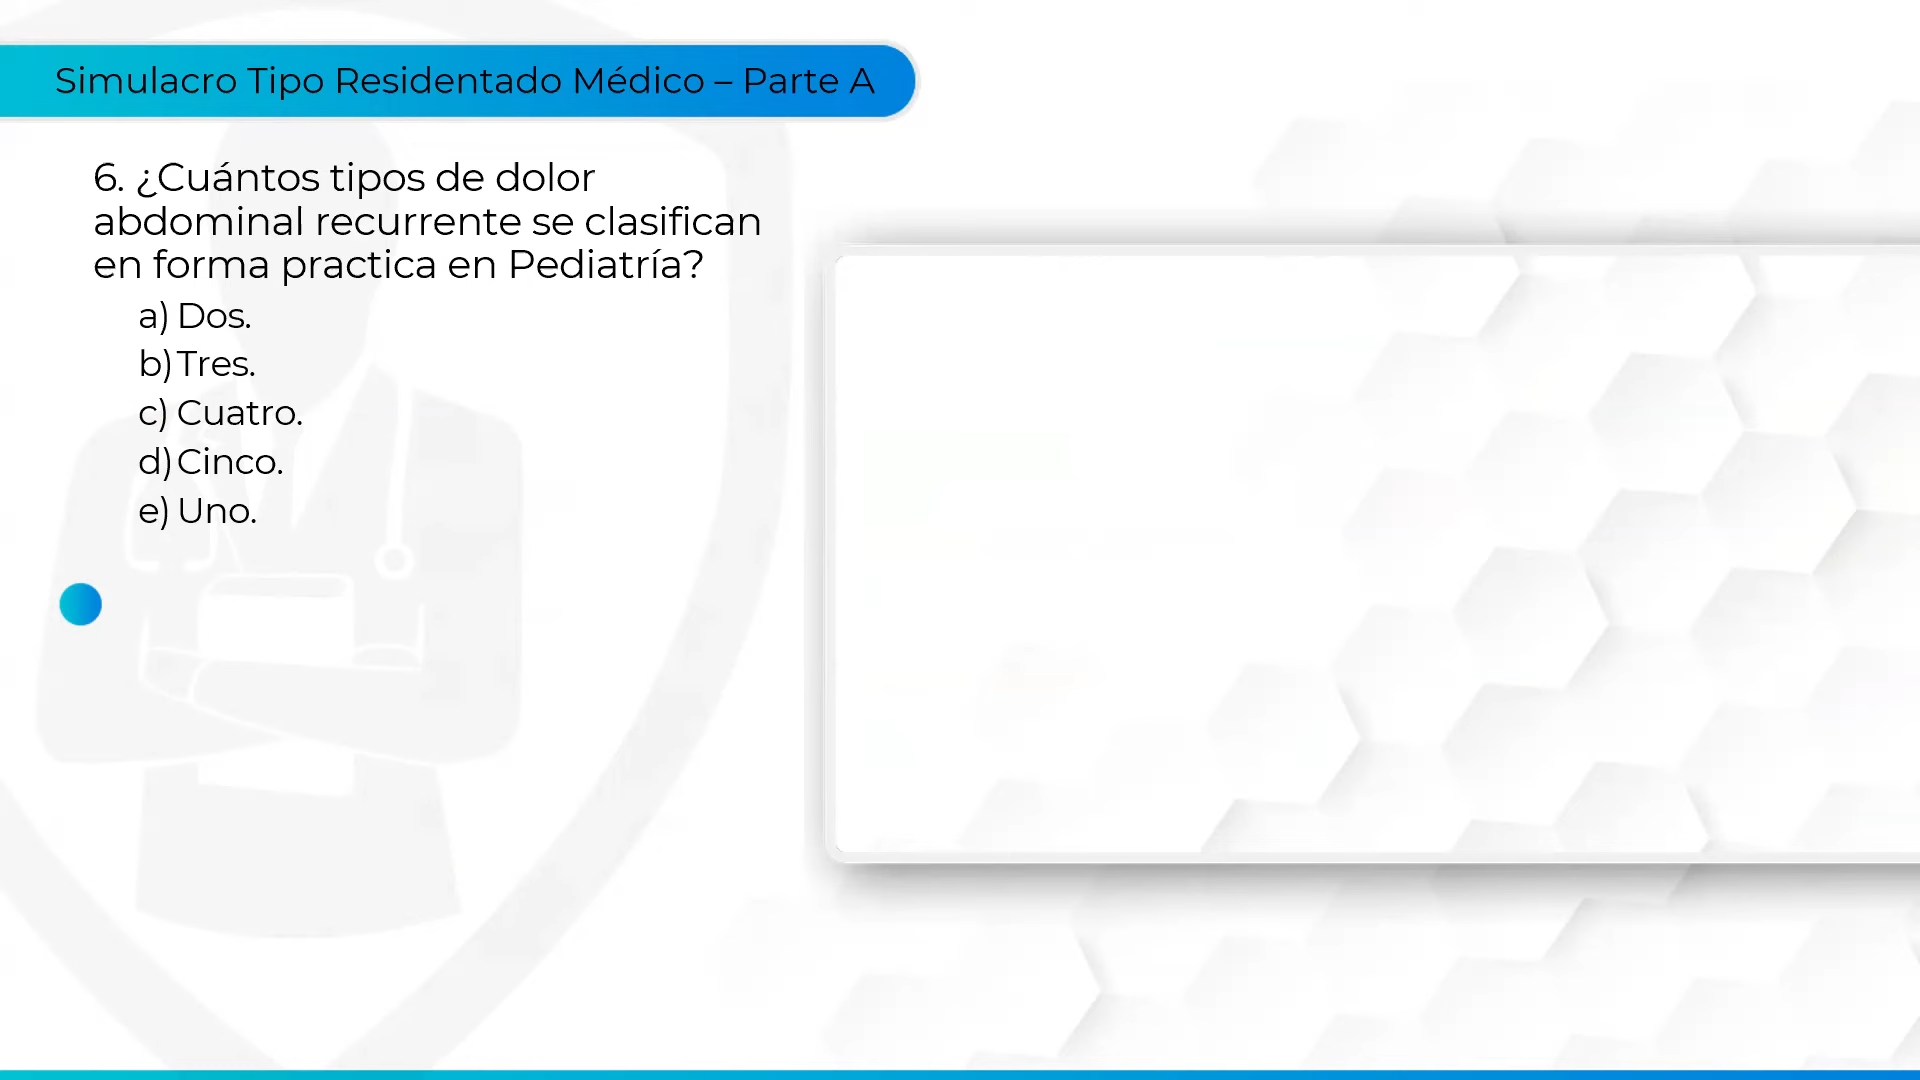 Simulacro Tipo Residentado Médico – Parte A
6. ¿Cuántos tipos de dolor
abdominal recurrente se clasifican
en forma practica en Pediatría?
a) Dos.
b) Tres.
c) Cuatro.
d) Cinco.
e) Uno.